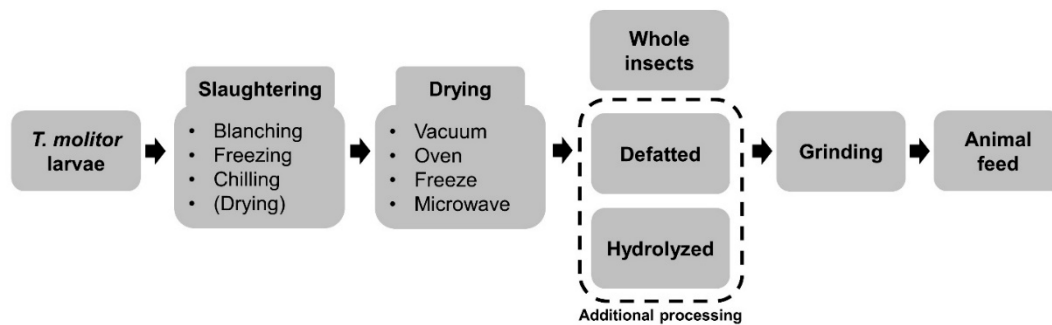 T. molitor
larvae
Slaughtering
• Blanching
• Freezing
• Chilling
• (Drying)
Drying
• Vacuum
• Oven
• Freeze
• Microwave
Whole
insects
Defatted
Hydrolyzed
Additional processing
Grinding
Animal
feed